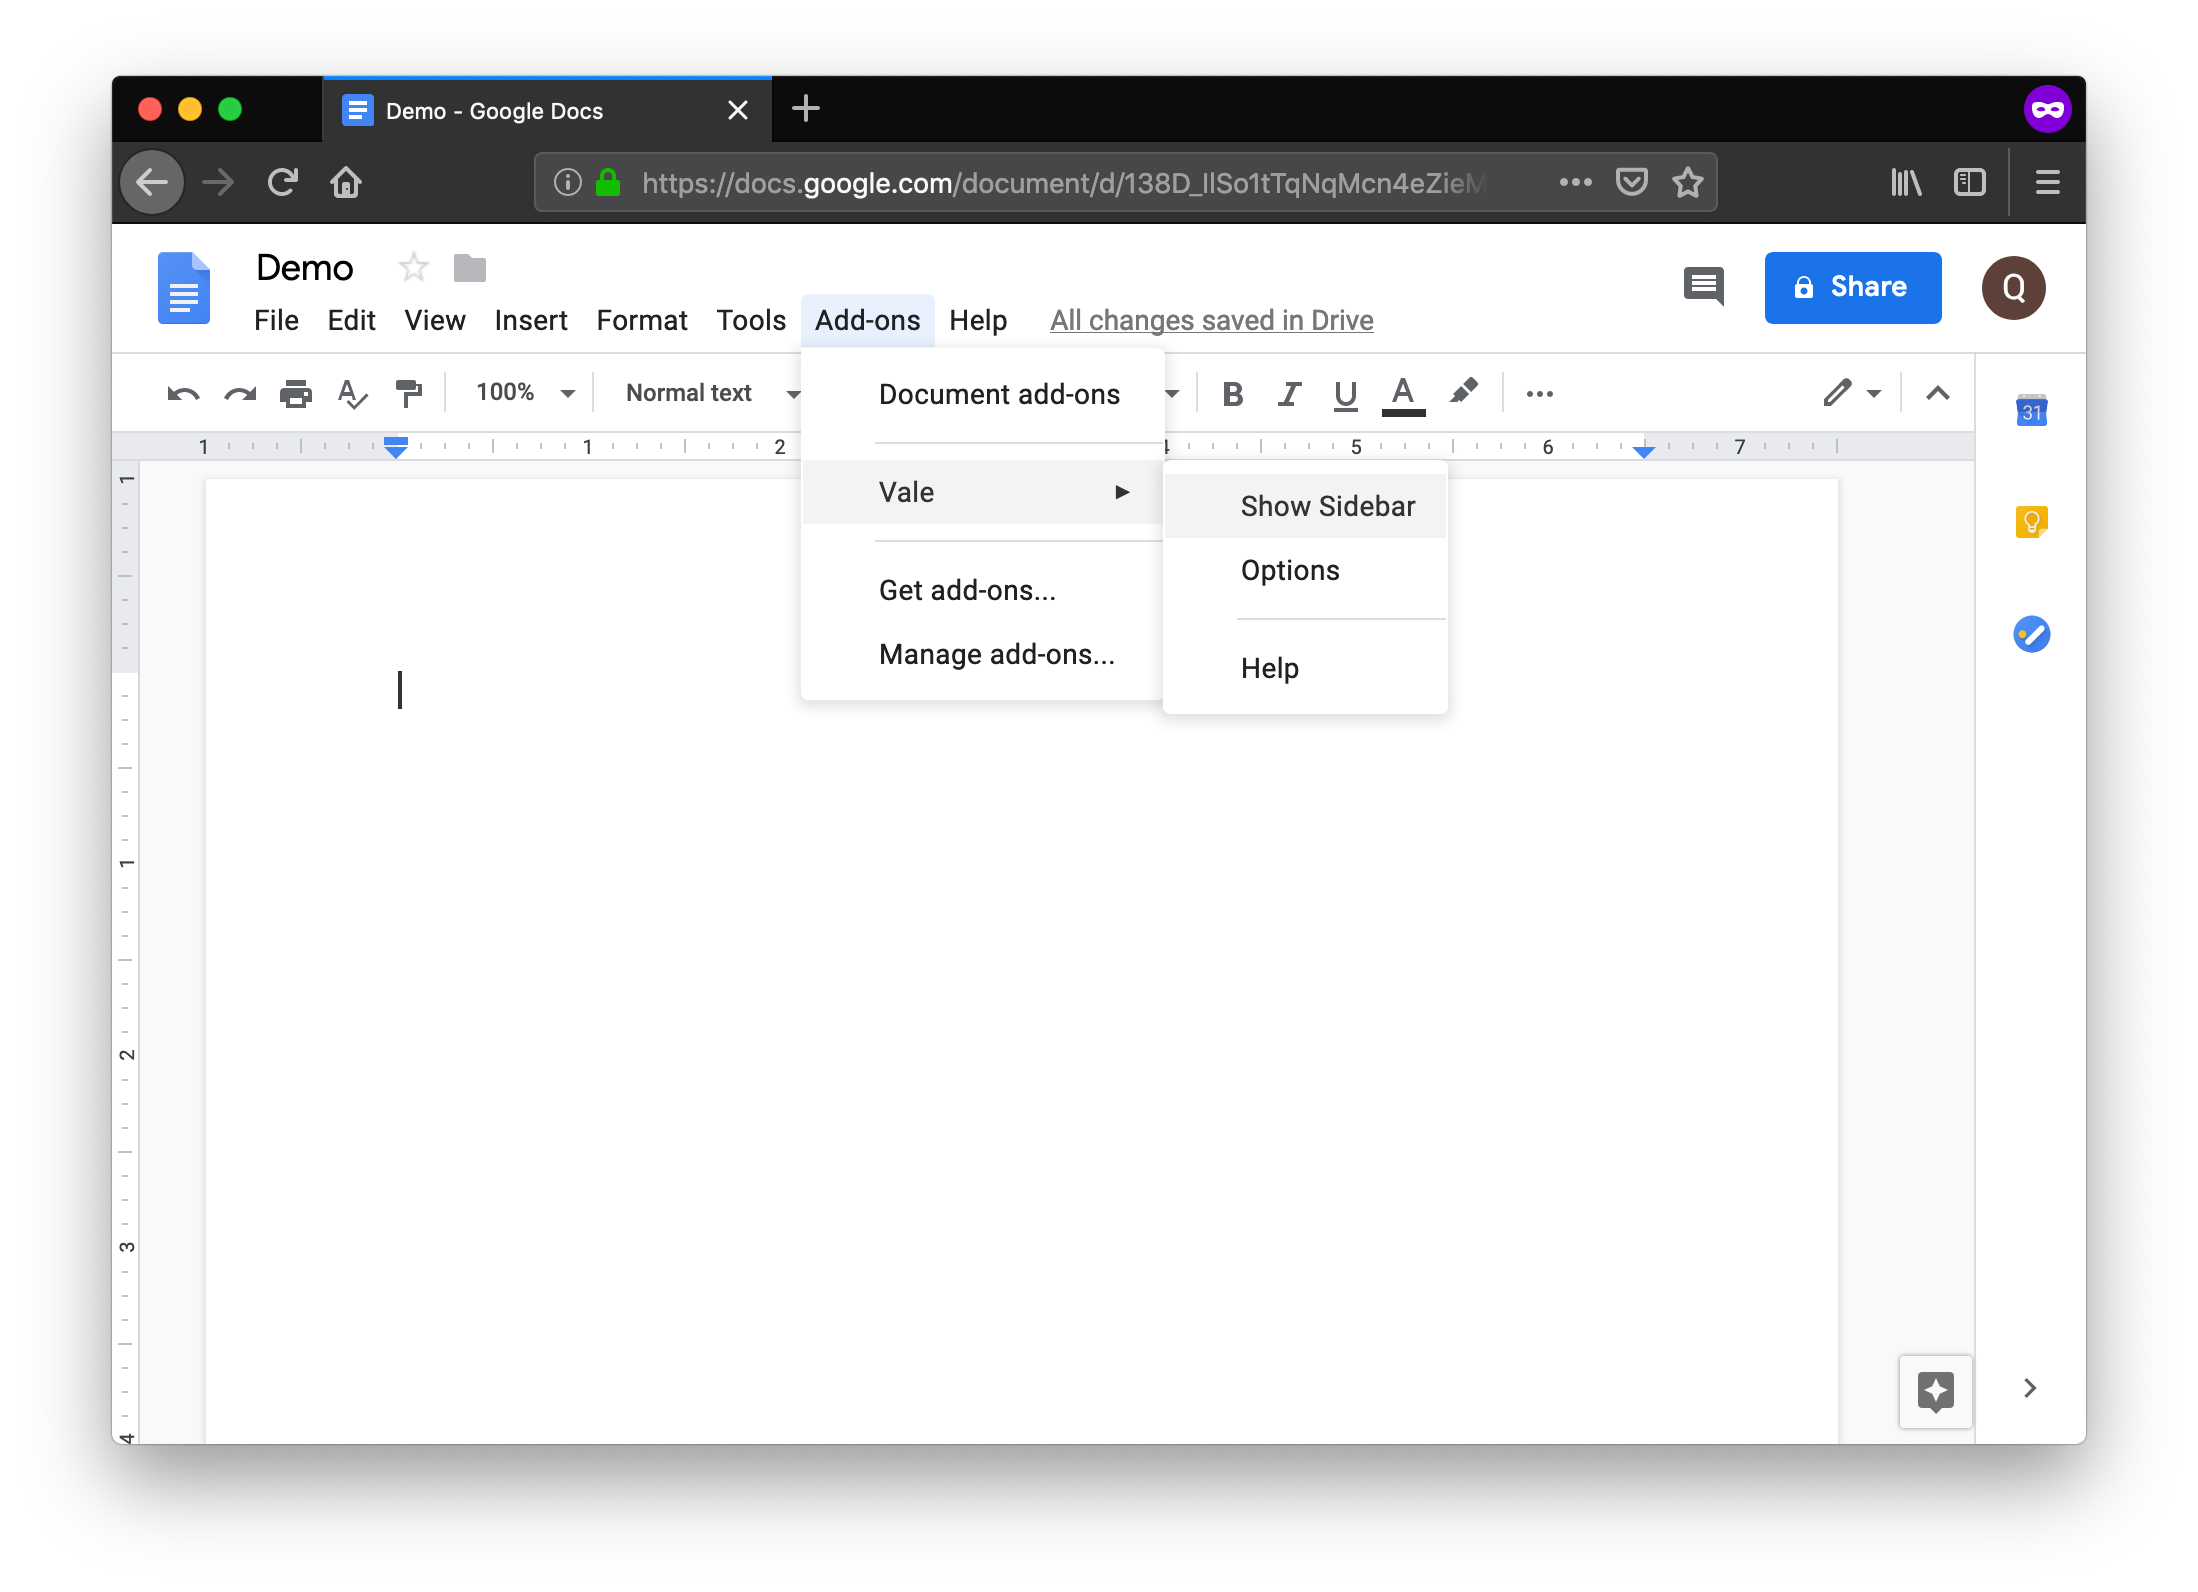 Demo - Google Docs
https://docs.google.com/document/d/138D_IlSo1tTqNqMcn4eZieM
Demo
Share
Q
File Edit View Insert Format Tools Add-ons Help All changes saved in Drive
100% Normal text B I U A
Document add-ons
31
1 1 2 4 5 6 7
1
Vale
Show Sidebar
Options
Get add-ons...
Manage add-ons...
Help
1
2
3
4